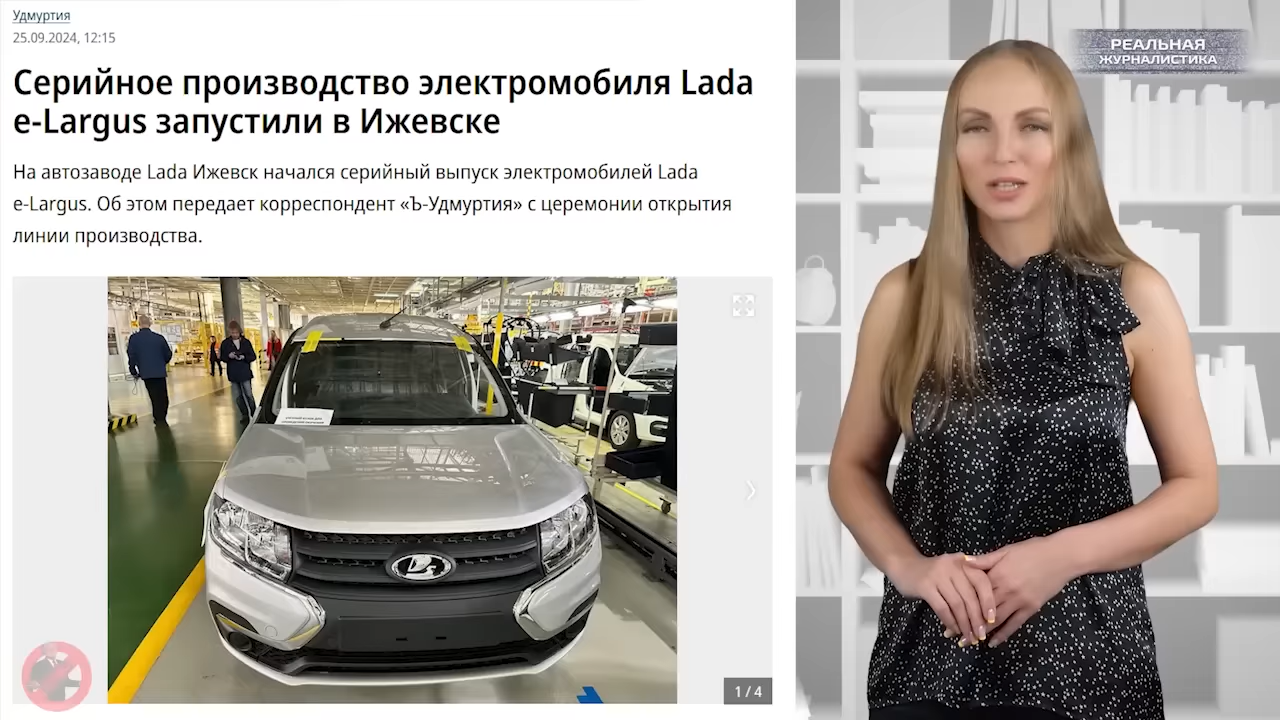 Удмуртия
25.09.2024, 12:15
Серийное производство электромобиля Lada
e-Largus запустили в Ижевске
На автозаводе Lada Ижевск начался серийный выпуск электромобилей Lada
e-Largus. Об этом передает корреспондент «Ъ-Удмуртия» с церемонии открытия
линии производства.
1 / 4
РЕАЛЬНАЯ
ЖУРНАЛИСТИКА